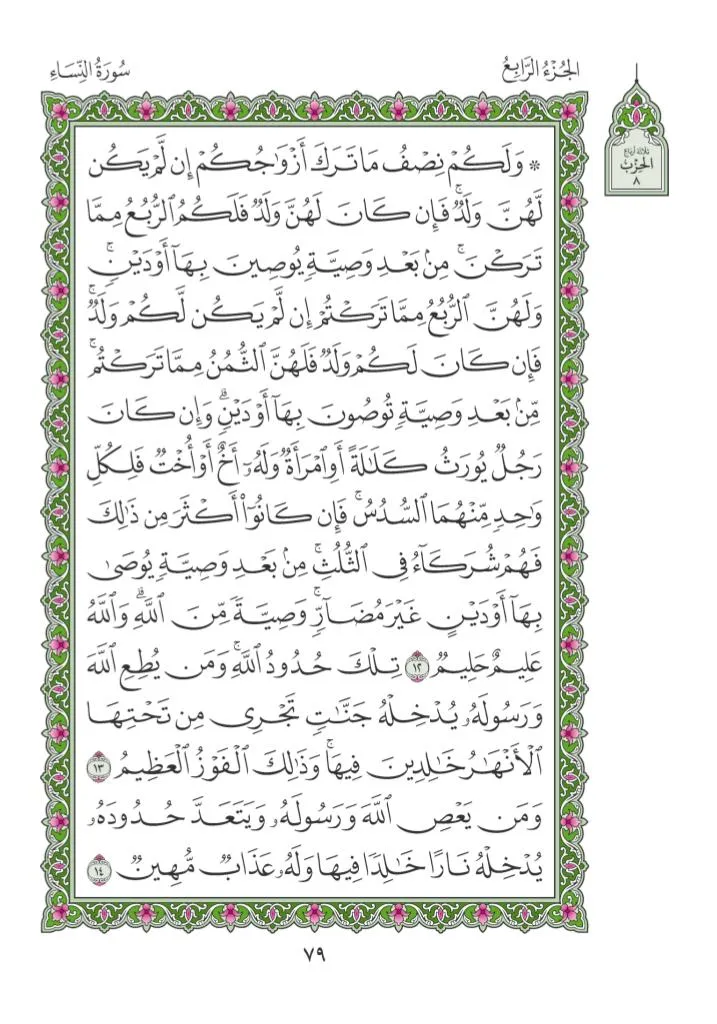 الجُزْءُ الرَّابِعُ
سُورَةُ النِّسَاءِ
ثلاثة أرباع
الحِزْب
٨
۞ وَلَكُمْ نِصْفُ مَا تَرَكَ أَزْوَٰجُكُمْ إِن لَّمْ يَكُن
لَّهُنَّ وَلَدٌۚ فَإِن كَانَ لَهُنَّ وَلَدٌ فَلَكُمُ ٱلرُّبُعُ مِمَّا
تَرَكْنَۚ مِنۢ بَعْدِ وَصِيَّةٍ يُوصِينَ بِهَآ أَوْ دَيْنٍۚ
وَلَهُنَّ ٱلرُّبُعُ مِمَّا تَرَكْتُمْ إِن لَّمْ يَكُن لَّكُمْ وَلَدٌۚ
فَإِن كَانَ لَكُمْ وَلَدٌ فَلَهُنَّ ٱلثُّمُنُ مِمَّا تَرَكْتُمۚ
مِّنۢ بَعْدِ وَصِيَّةٍ تُوصُونَ بِهَآ أَوْ دَيْنٍۗ وَإِن كَانَ
رَجُلٌ يُورَثُ كَلَٰلَةً أَوِ ٱمْرَأَةٌ وَلَهُۥٓ أَخٌ أَوْ أُخْتٌ فَلِكُلِّ
وَٰحِدٍ مِّنْهُمَا ٱلسُّدُسُۚ فَإِن كَانُوٓا۟ أَكْثَرَ مِن ذَٰلِكَ
فَهُمْ شُرَكَآءُ فِى ٱلثُّلُثِۚ مِنۢ بَعْدِ وَصِيَّةٍ يُوصَىٰ
بِهَآ أَوْ دَيْنٍ غَيْرَ مُضَآرٍّۚ وَصِيَّةً مِّنَ ٱللَّهِۗ وَٱللَّهُ
عَلِيمٌ حَلِيمٌ ١٢ تِلْكَ حُدُودُ ٱللَّهِۚ وَمَن يُطِعِ ٱللَّهَ
وَرَسُولَهُۥ يُدْخِلْهُ جَنَّٰتٍ تَجْرِى مِن تَحْتِهَا
ٱلْأَنْهَٰرُ خَٰلِدِينَ فِيهَاۚ وَذَٰلِكَ ٱلْفَوْزُ ٱلْعَظِيمُ ١٣
وَمَن يَعْصِ ٱللَّهَ وَرَسُولَهُۥ وَيَتَعَدَّ حُدُودَهُۥ
يُدْخِلْهُ نَارًا خَٰلِدًا فِيهَا وَلَهُۥ عَذَابٌ مُّهِينٌ ١٤
٧٩